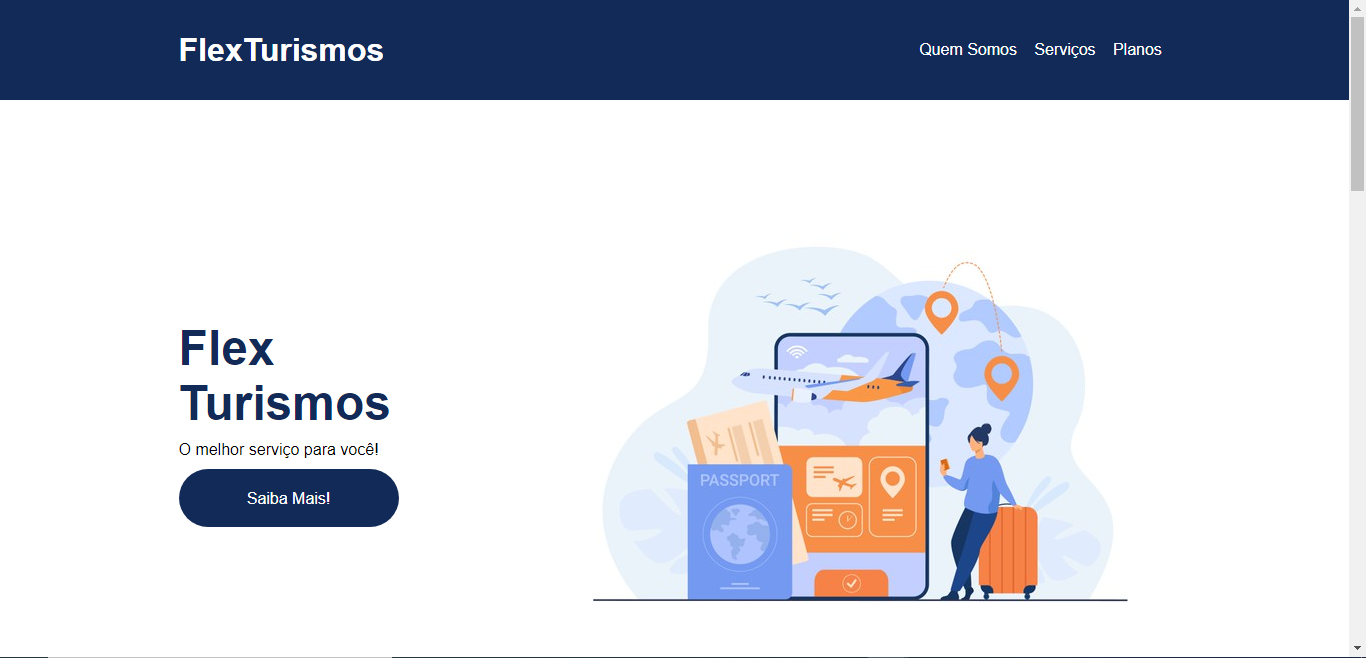 FlexTurismos
Quem Somos Serviços Planos
Flex
Turismos
O melhor serviço para você!
Saiba Mais!
PASSPORT